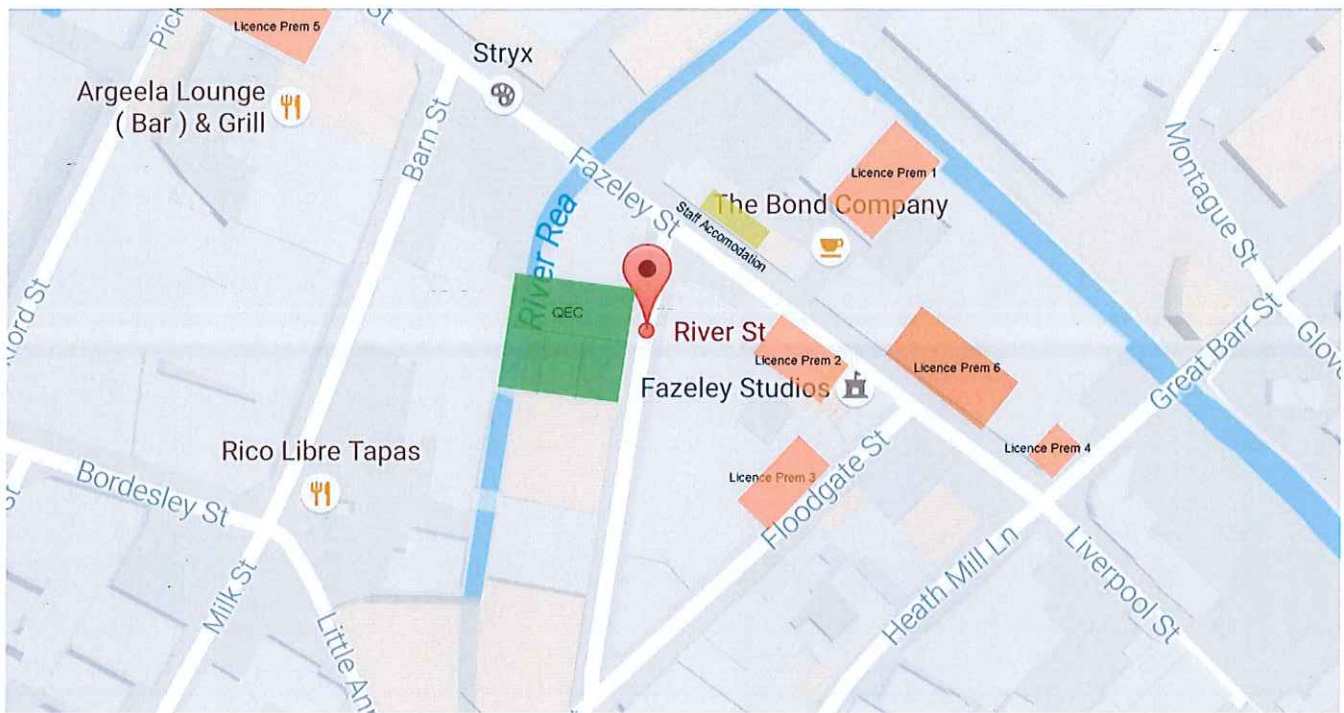 St
Licence Prem 5
Stryx
Argeela Lounge
( Bar ) & Grill
Barn St
Fazeley St
Licence Prem 1
Montague St
The Bond Company
Staff Accomodation
River Rea
QEC
River St
Licence Prem 2
Fazeley Studios
Licence Prem 6
Great Barr St
Licence Prem 4
Licence Prem 3
Floodgate St
Rico Libre Tapas
Bordesley St
St
Milk St
Heath Mill Ln
Liverpool St